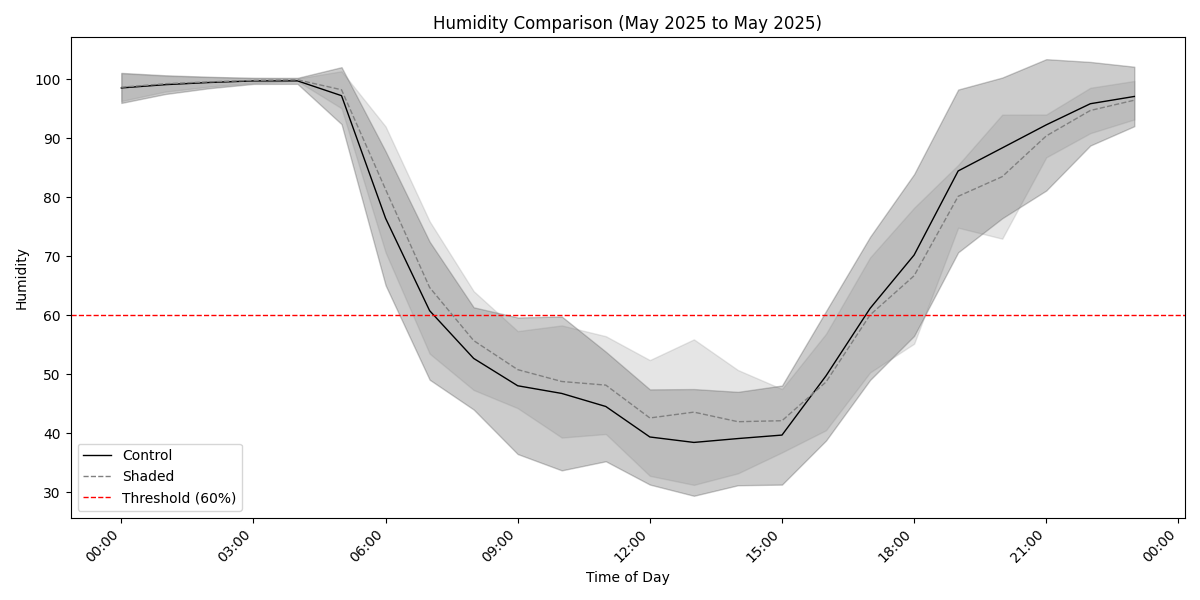 Humidity Comparison (May 2025 to May 2025)
Humidity
100
90
80
70
60
50
40
30
Control
Shaded
Threshold (60%)
00:00
03:00
06:00
09:00
12:00
15:00
18:00
21:00
00:00
Time of Day